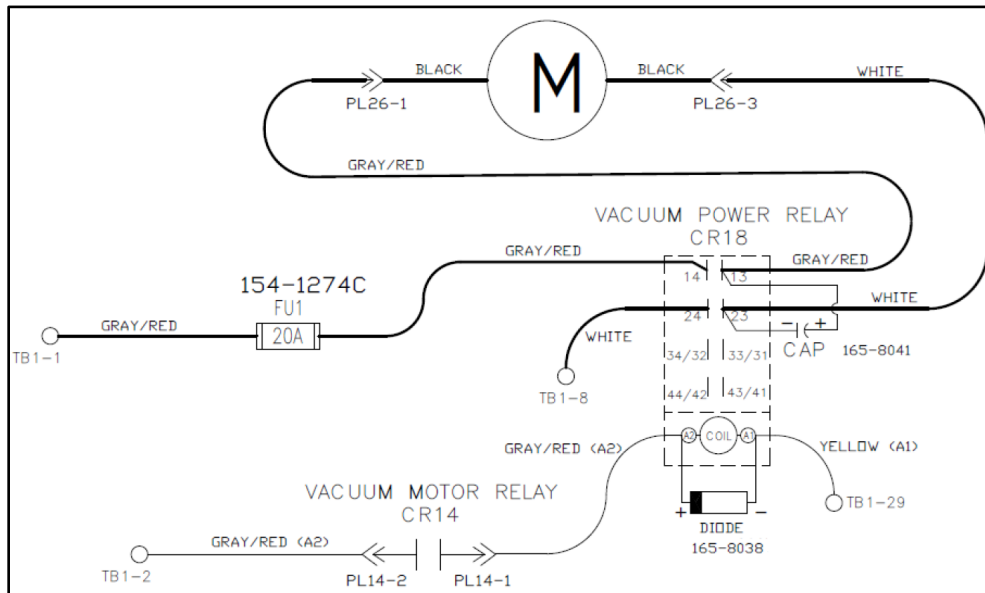 BLACK
M
BLACK
WHITE
PL26-1
PL26-3
GRAY/RED
VACUUM POWER RELAY
CR18
GRAY/RED
GRAY/RED
14
13
154-1274C
FU1
20A
GRAY/RED
WHITE
24
23
- +
CAP
165-8041
WHITE
TB1-1
34/32
33/31
TB1-8
44/42
43/41
GRAY/RED (A2)
A2
COIL
A1
YELLOW (A1)
VACUUM MOTOR RELAY
CR14
+ -
DIODE
165-8038
TB1-29
GRAY/RED (A2)
TB1-2
PL14-2
PL14-1